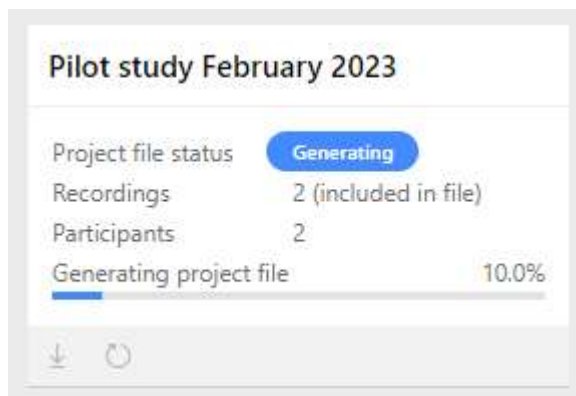 Pilot study February 2023
Project file status Generating
Recordings 2 (included in file)
Participants 2
Generating project file 10.0%